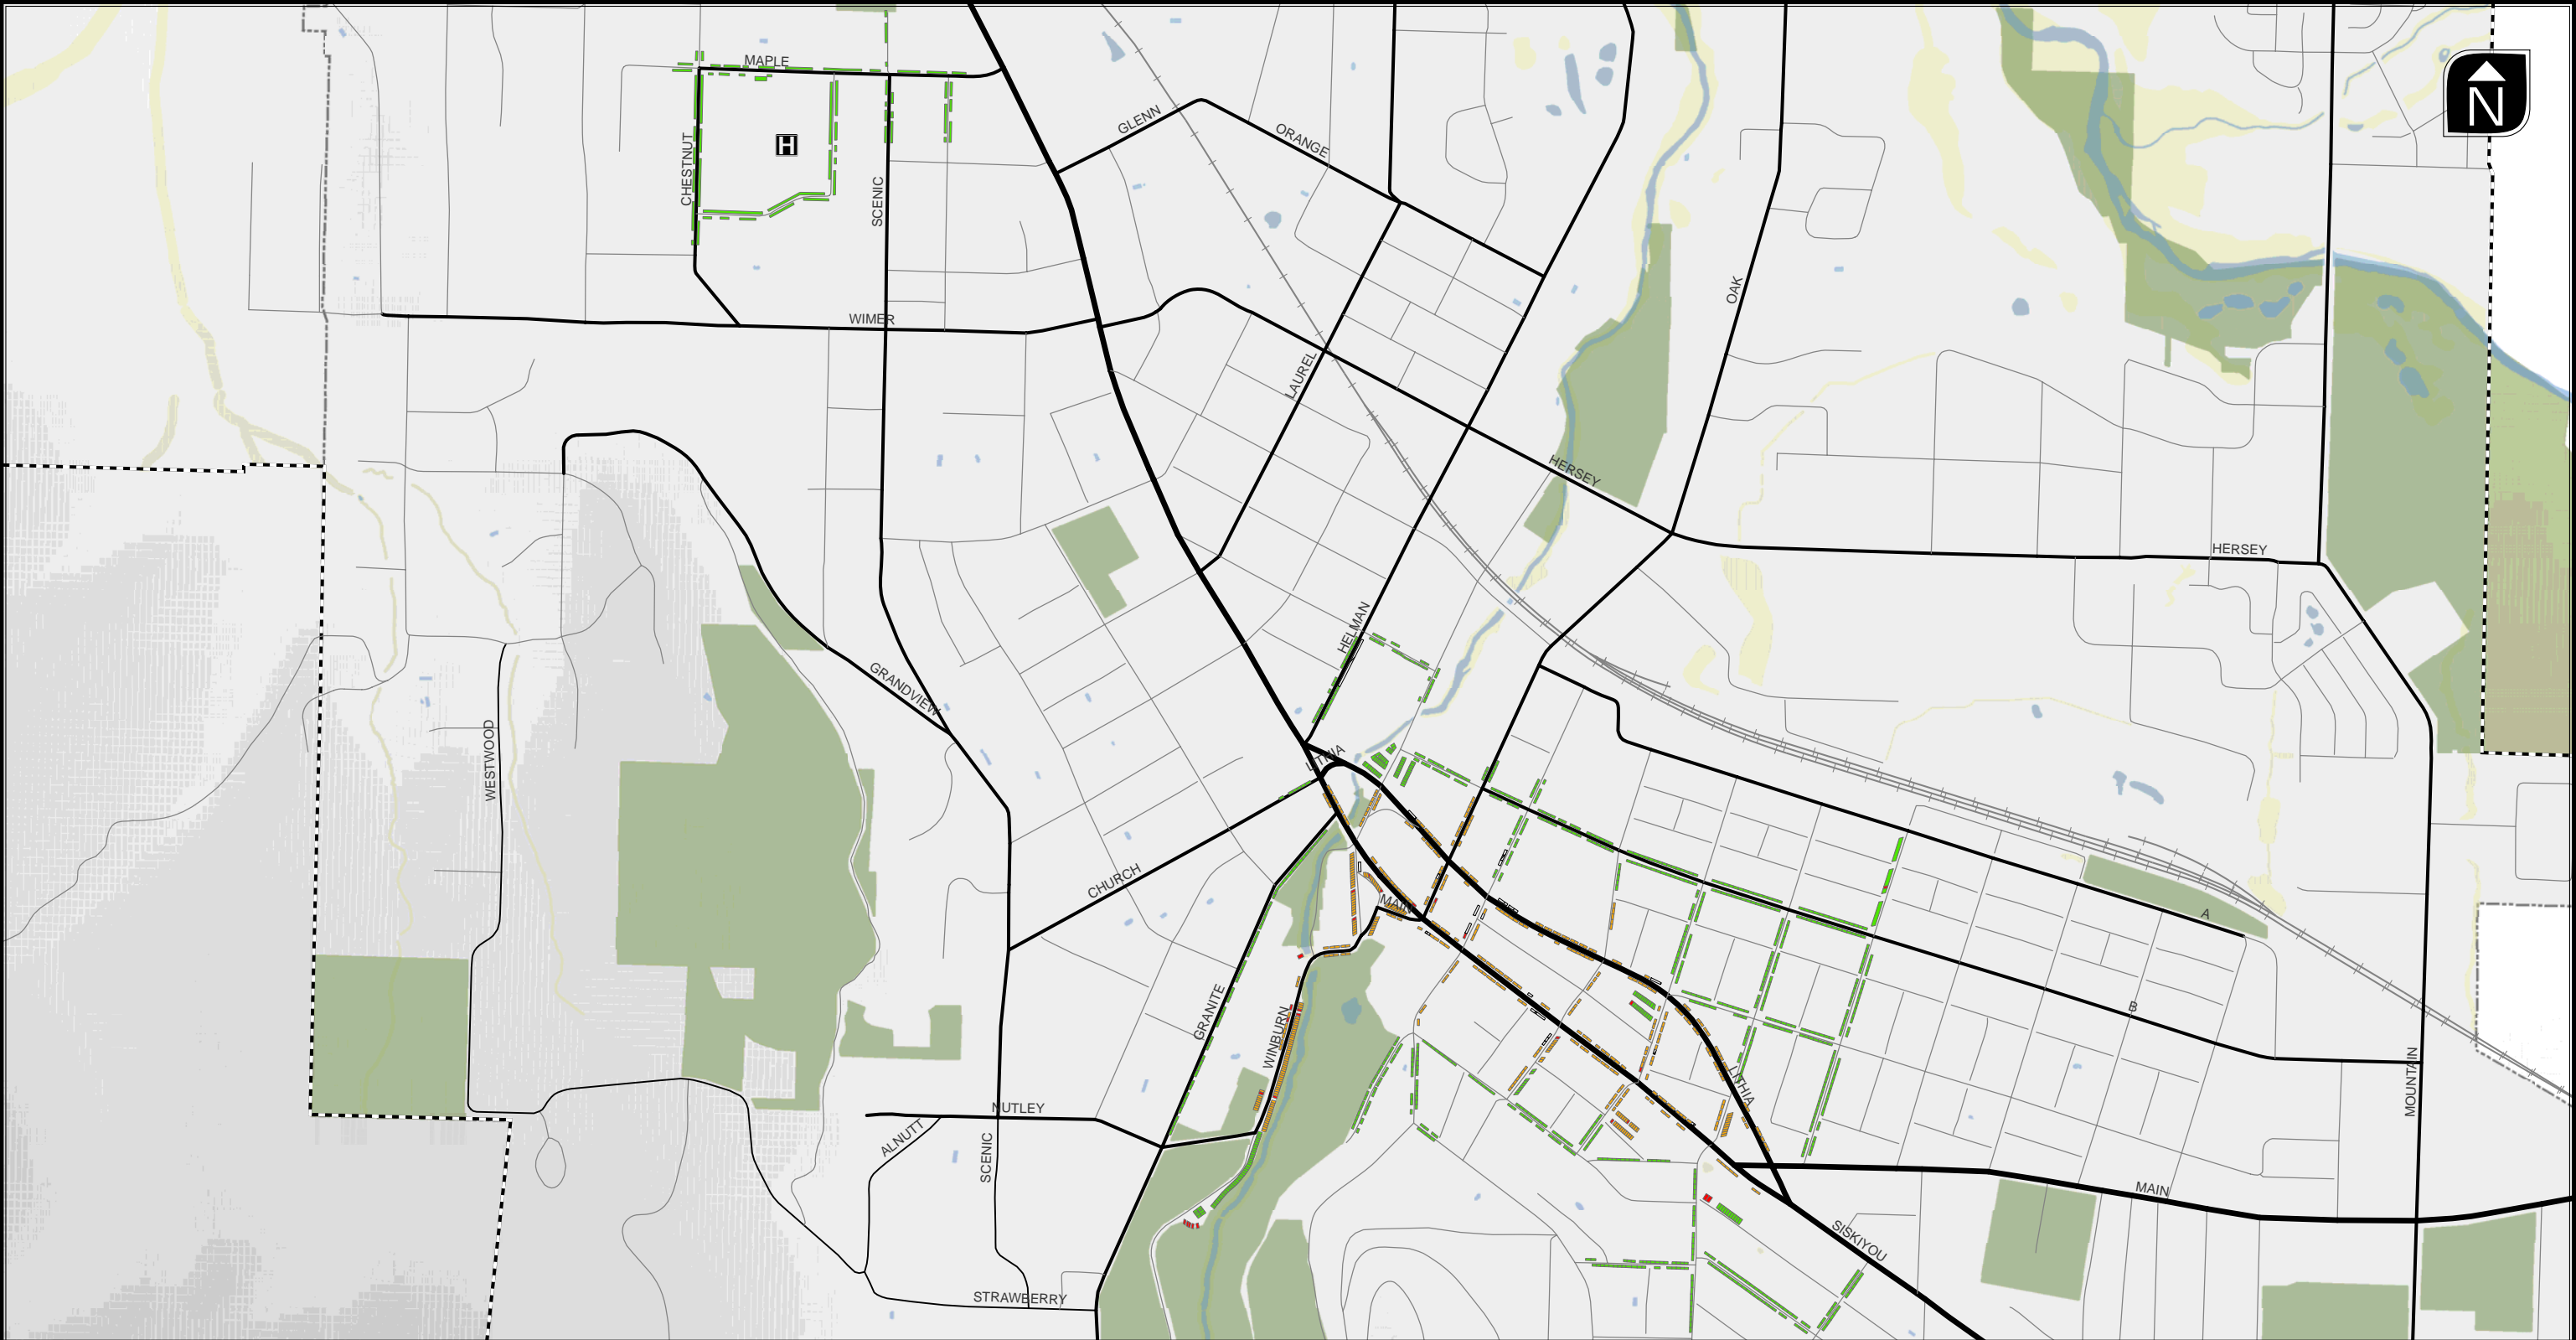 MAPLE
N
GLENN
ORANGE
H
CHESTNUT
SCENIC
OAK
WIMER
LAUREL
HERSEY
HERSEY
HELMAN
GRANDVIEW
WESTWOOD
LITHIA
CHURCH
MAIN
A
GRANITE
B
WINBURN
LITHIA
MOUNTAIN
NUTLEY
ALNUTT
SCENIC
MAIN
SISKIYOU
STRAWBERRY